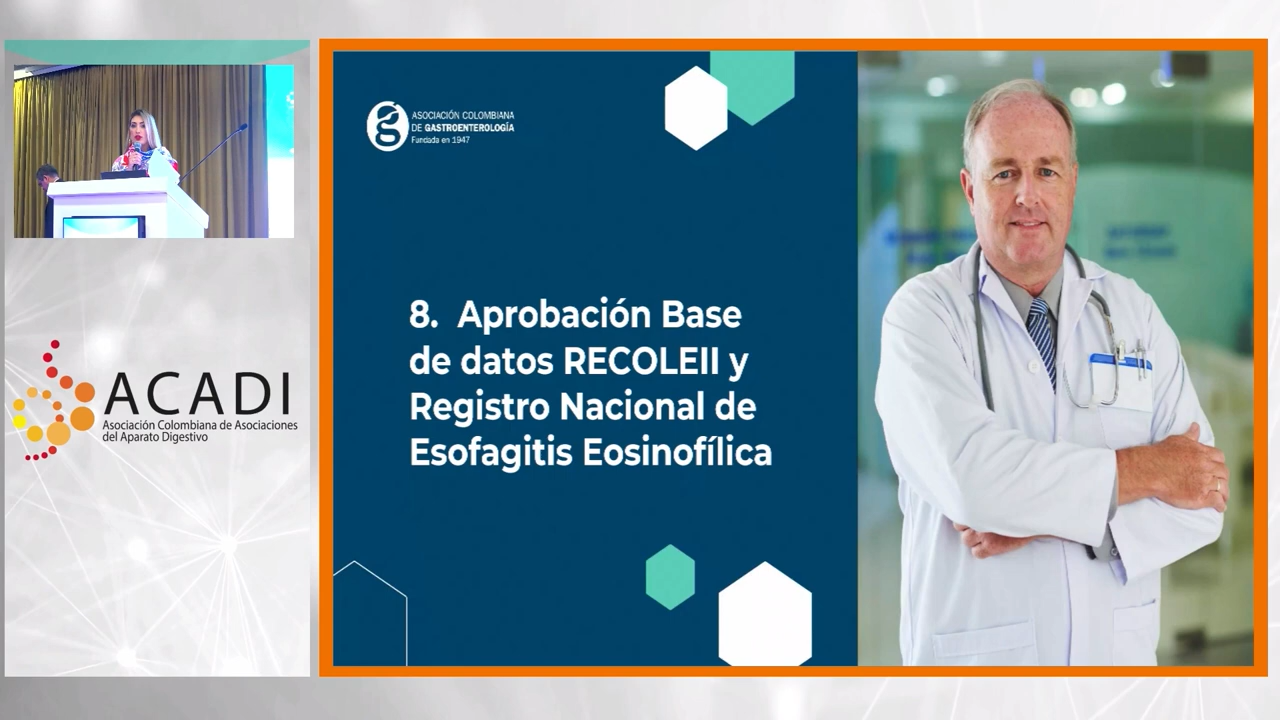 ASOCIACIÓN COLOMBIANA
DE GASTROENTEROLOGÍA
Fundada en 1947
8. Aprobación Base
de datos RECOLEII y
Registro Nacional de
Esofagitis Eosinofílica
ACADI
Asociación Colombiana de Asociaciones
del Aparato Digestivo